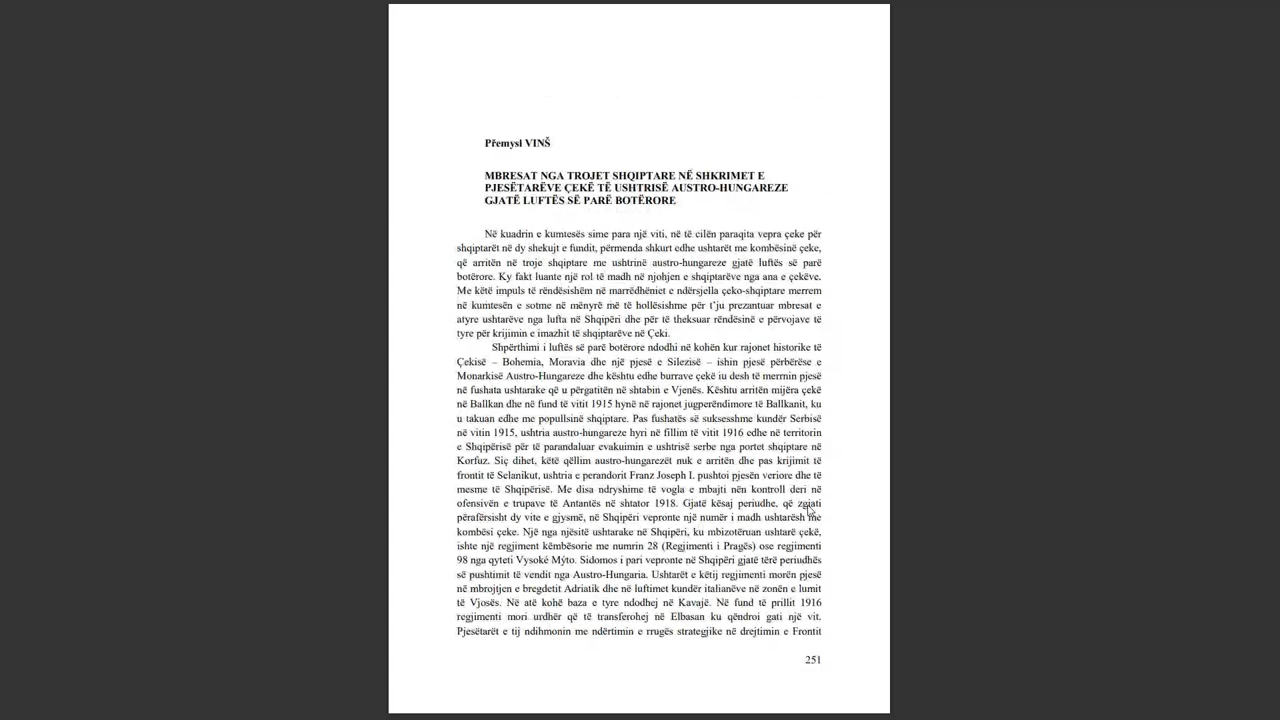 Přemysl VINŠ
MBRESAT NGA TROJET SHQIPTARE NË SHKRIMET E
PJESËTARËVE ÇEKË TË USHTRISË AUSTRO-HUNGAREZE
GJATË LUFTËS SË PARË BOTËRORE
Në kuadrin e kumtesës sime para një viti, në të cilën paraqita vepra çeke për
shqiptarët në dy shekujt e fundit, përmenda shkurt edhe ushtarët me kombësinë çeke,
që arritën në troje shqiptare me ushtrinë austro-hungareze gjatë luftës së parë
botërore. Ky fakt luante një rol të madh në njohjen e shqiptarëve nga ana e çekëve.
Me këtë impuls të rëndësishëm në marrëdhëniet e ndërsjella çeko-shqiptare merrem
në kumtesën e sotme në mënyrë më të hollësishme për t’ju prezantuar mbresat e
atyre ushtarëve nga lufta në Shqipëri dhe për të theksuar rëndësinë e përvojave të
tyre për krijimin e imazhit të shqiptarëve në Çeki.
Shpërthimi i luftës së parë botërore ndodhi në kohën kur rajonet historike të
Çekisë – Bohemia, Moravia dhe një pjesë e Silezisë – ishin pjesë përbërëse e
Monarkisë Austro-Hungareze dhe kështu edhe burrave çekë iu desh të merrnin pjesë
në fushata ushtarake që u përgatitën në shtabin e Vjenës. Kështu arritën mijëra çekë
në Ballkan dhe në fund të vitit 1915 hynë në rajonet jugperëndimore të Ballkanit, ku
u takuan edhe me popullsinë shqiptare. Pas fushatës së suksesshme kundër Serbisë
në vitin 1915, ushtria austro-hungareze hyri në fillim të vitit 1916 edhe në territorin
e Shqipërisë për të parandaluar evakuimin e ushtrisë serbe nga portet shqiptare në
Korfuz. Siç dihet, këtë qëllim austro-hungarezët nuk e arritën dhe pas krijimit të
frontit të Selanikut, ushtria e perandorit Franz Joseph I. pushtoi pjesën veriore dhe të
mesme të Shqipërisë. Me disa ndryshime të vogla e mbajti nën kontroll deri në
ofensivën e trupave të Antantës në shtator 1918. Gjatë kësaj periudhe, që zgjati
përafërsisht dy vite e gjysmë, në Shqipëri vepronte një numër i madh ushtarësh me
kombësi çeke. Një nga njësitë ushtarake në Shqipëri, ku mbizotëruan ushtarë çekë,
ishte një regjiment këmbësorie me numrin 28 (Regjimenti i Pragës) ose regjimenti
98 nga qyteti Vysoké Mýto. Sidomos i pari vepronte në Shqipëri gjatë tërë periudhës
së pushtimit të vendit nga Austro-Hungaria. Ushtarët e këtij regjimenti morën pjesë
në mbrojtjen e bregdetit Adriatik dhe në luftimet kundër italianëve në zonën e lumit
të Vjosës. Në atë kohë baza e tyre ndodhej në Kavajë. Në fund të prillit 1916
regjimenti mori urdhër që të transferohej në Elbasan ku qëndroi gati një vit.
Pjesëtarët e tij ndihmonin me ndërtimin e rrugës strategjike në drejtimin e Frontit
251